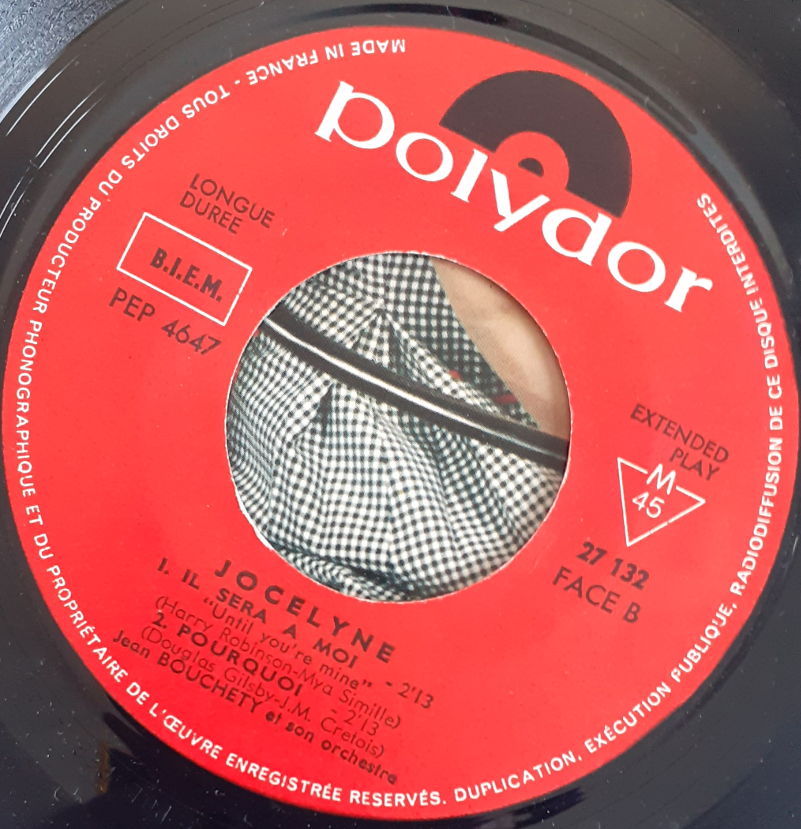 MADE IN FRANCE - TOUS DROITS DU PRODUCTEUR PHONOGRAPHIQUE ET DU PROPRIÉTAIRE DE L'ŒUVRE ENREGISTRÉE RESERVÉS. DUPLICATION, EXÉCUTION PUBLIQUE, RADIODIFFUSION DE CE DISQUE INTERDITES
polydor
LONGUE
DUREE
B.I.E.M.
PEP 4647
EXTENDED
PLAY
M
45
27 132
FACE B
JOCELYNE
1. IL SERA A MOI
"Until you're mine" - 2'13
(Harry Robinson-Mya Simille)
2. POURQUOI - 2'13
(Douglas Gilsby-J.M. Cretois)
Jean BOUCHETY et son orchestre